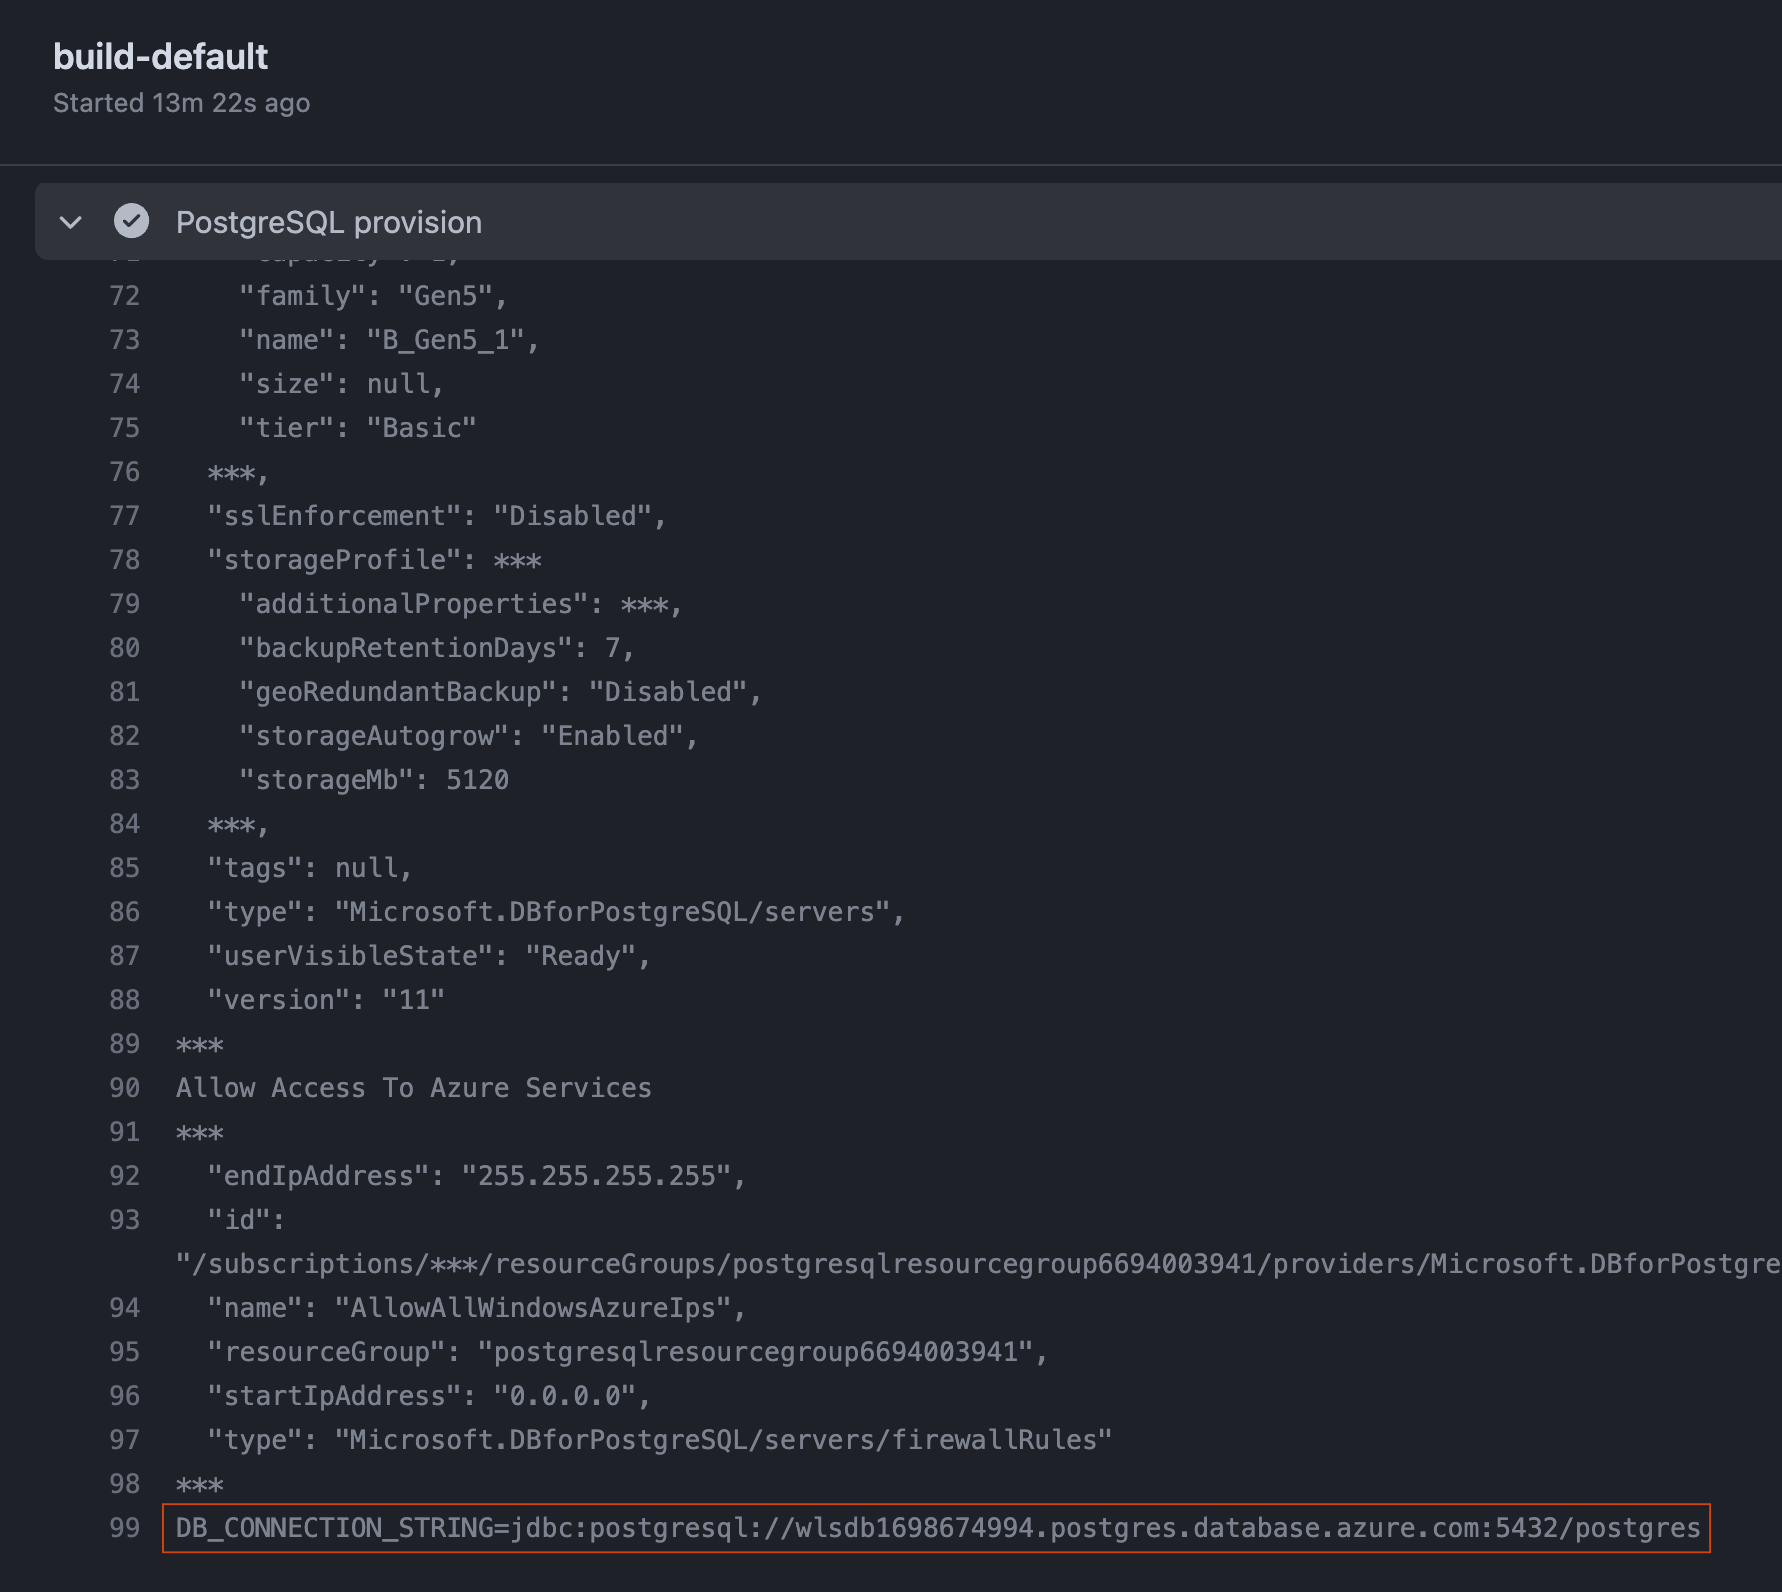 build-default
Started 13m 22s ago
PostgreSQL provision
72 "family": "Gen5",
73 "name": "B_Gen5_1",
74 "size": null,
75 "tier": "Basic"
76 ***,
77 "sslEnforcement": "Disabled",
78 "storageProfile": ***
79 "additionalProperties": ***,
80 "backupRetentionDays": 7,
81 "geoRedundantBackup": "Disabled",
82 "storageAutogrow": "Enabled",
83 "storageMb": 5120
84 ***,
85 "tags": null,
86 "type": "Microsoft.DBforPostgreSQL/servers",
87 "userVisibleState": "Ready",
88 "version": "11"
89 ***
90 Allow Access To Azure Services
91 ***
92 "endIpAddress": "255.255.255.255",
93 "id":
"/subscriptions/***/resourceGroups/postgresqlresourcegroup6694003941/providers/Microsoft.DBforPostgre
94 "name": "AllowAllWindowsAzureIps",
95 "resourceGroup": "postgresqlresourcegroup6694003941",
96 "startIpAddress": "0.0.0.0",
97 "type": "Microsoft.DBforPostgreSQL/servers/firewallRules"
98 ***
99 DB_CONNECTION_STRING=jdbc:postgresql://wlsdb1698674994.postgres.database.azure.com:5432/postgres